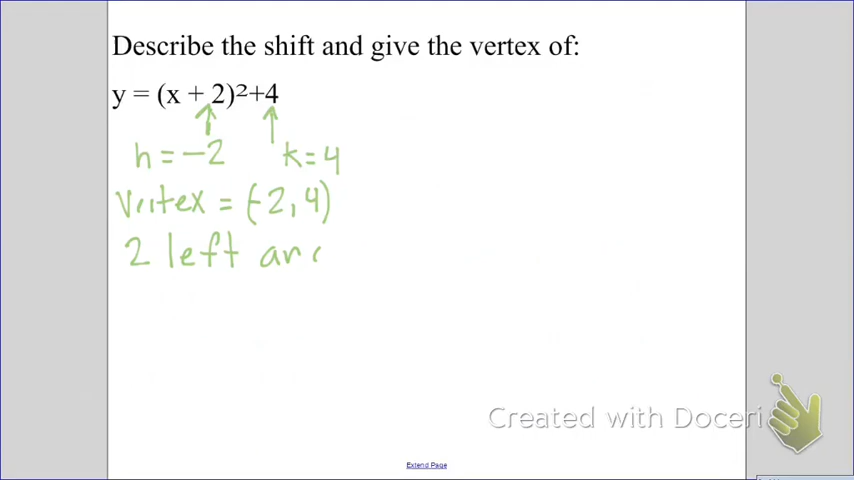 Describe the shift and give the vertex of:
y = (x + 2)²+4
h = -2 k = 4
vertex = (-2, 4)
2 left an
Created with Doceri
Extend Page